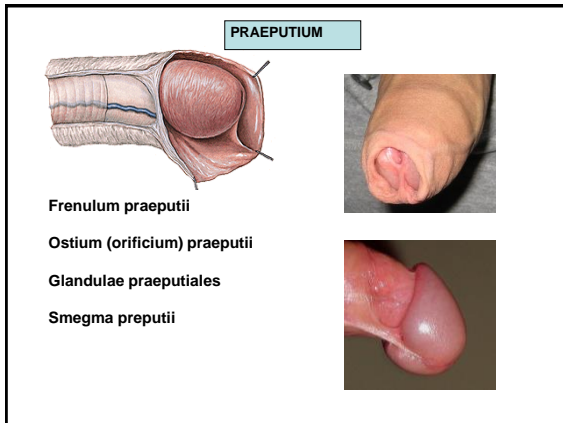 PRAEPUTIUM
Frenulum praeputii
Ostium (orificium) praeputii
Glandulae praeputiales
Smegma preputii